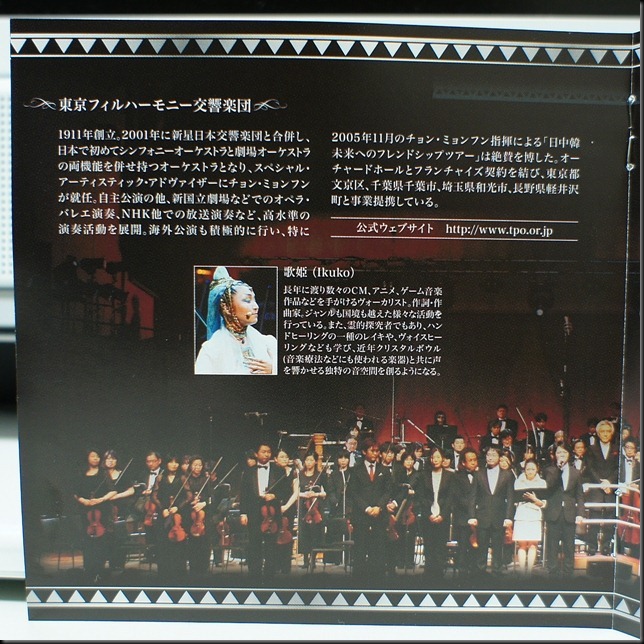 東京フィルハーモニー交響楽団
1911年創立。2001年に新星日本交響楽団と合併し、
日本で初めてシンフォニーオーケストラと劇場オーケストラ
の両機能を併せ持つオーケストラとなり、スペシャル・
アーティスティック・アドヴァイザーにチョン・ミョンフン
が就任。自主公演の他、新国立劇場などでのオペラ・
バレエ演奏、NHK他での放送演奏など、高水準の
演奏活動を展開。海外公演も積極的に行い、特に
2005年11月のチョン・ミョンフン指揮による「日中韓
未来へのフレンドシップツアー」は絶賛を博した。オー
チャードホールとフランチャイズ契約を結び、東京都
文京区、千葉県千葉市、埼玉県和光市、長野県軽井沢
町と事業提携している。
公式ウェブサイト http://www.tpo.or.jp
歌姫（Ikuko）
長年に渡り数々のCM、アニメ、ゲーム音楽
作品などを手がけるヴォーカリスト。作詞・作
曲家。ジャンルも国境も越えた様々な活動を
行っている。また、霊的探究者でもあり、ハン
ドヒーリングの一種のレイキや、ヴォイスヒー
リングなども学び、近年クリスタルボウル
(音楽療法などにも使われる楽器)と共に声
を響かせる独特の音空間を創るようになる。